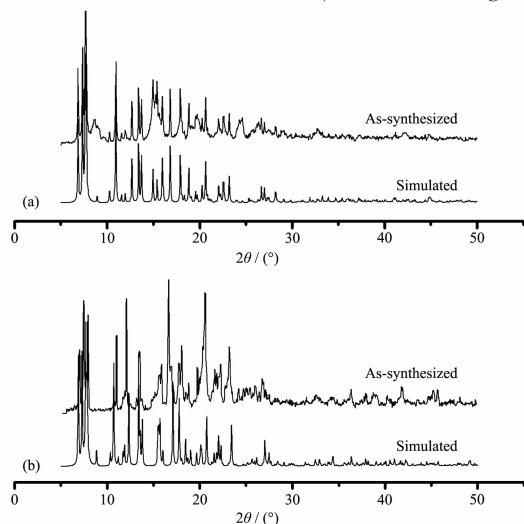 As-synthesized
Simulated
(a)
0 10 20 30 40 50
2θ / (°)
As-synthesized
Simulated
(b)
0 10 20 30 40 50
2θ / (°)